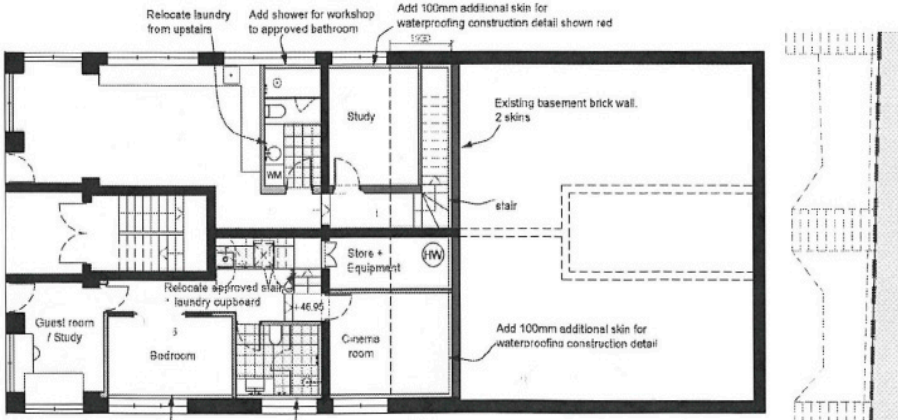 Relocate laundry
from upstairs
Add shower for workshop
to approved bathroom
Add 100mm additional skin for
waterproofing construction detail shown red
Study
Existing basement brick wall.
2 skins
WM
stair
Store +
Equipment
HW
Relocate approved stair
laundry cupboard
+46.95
Guest room
/ Study
Bedroom
Cinema
room
Add 100mm additional skin for
waterproofing construction detail